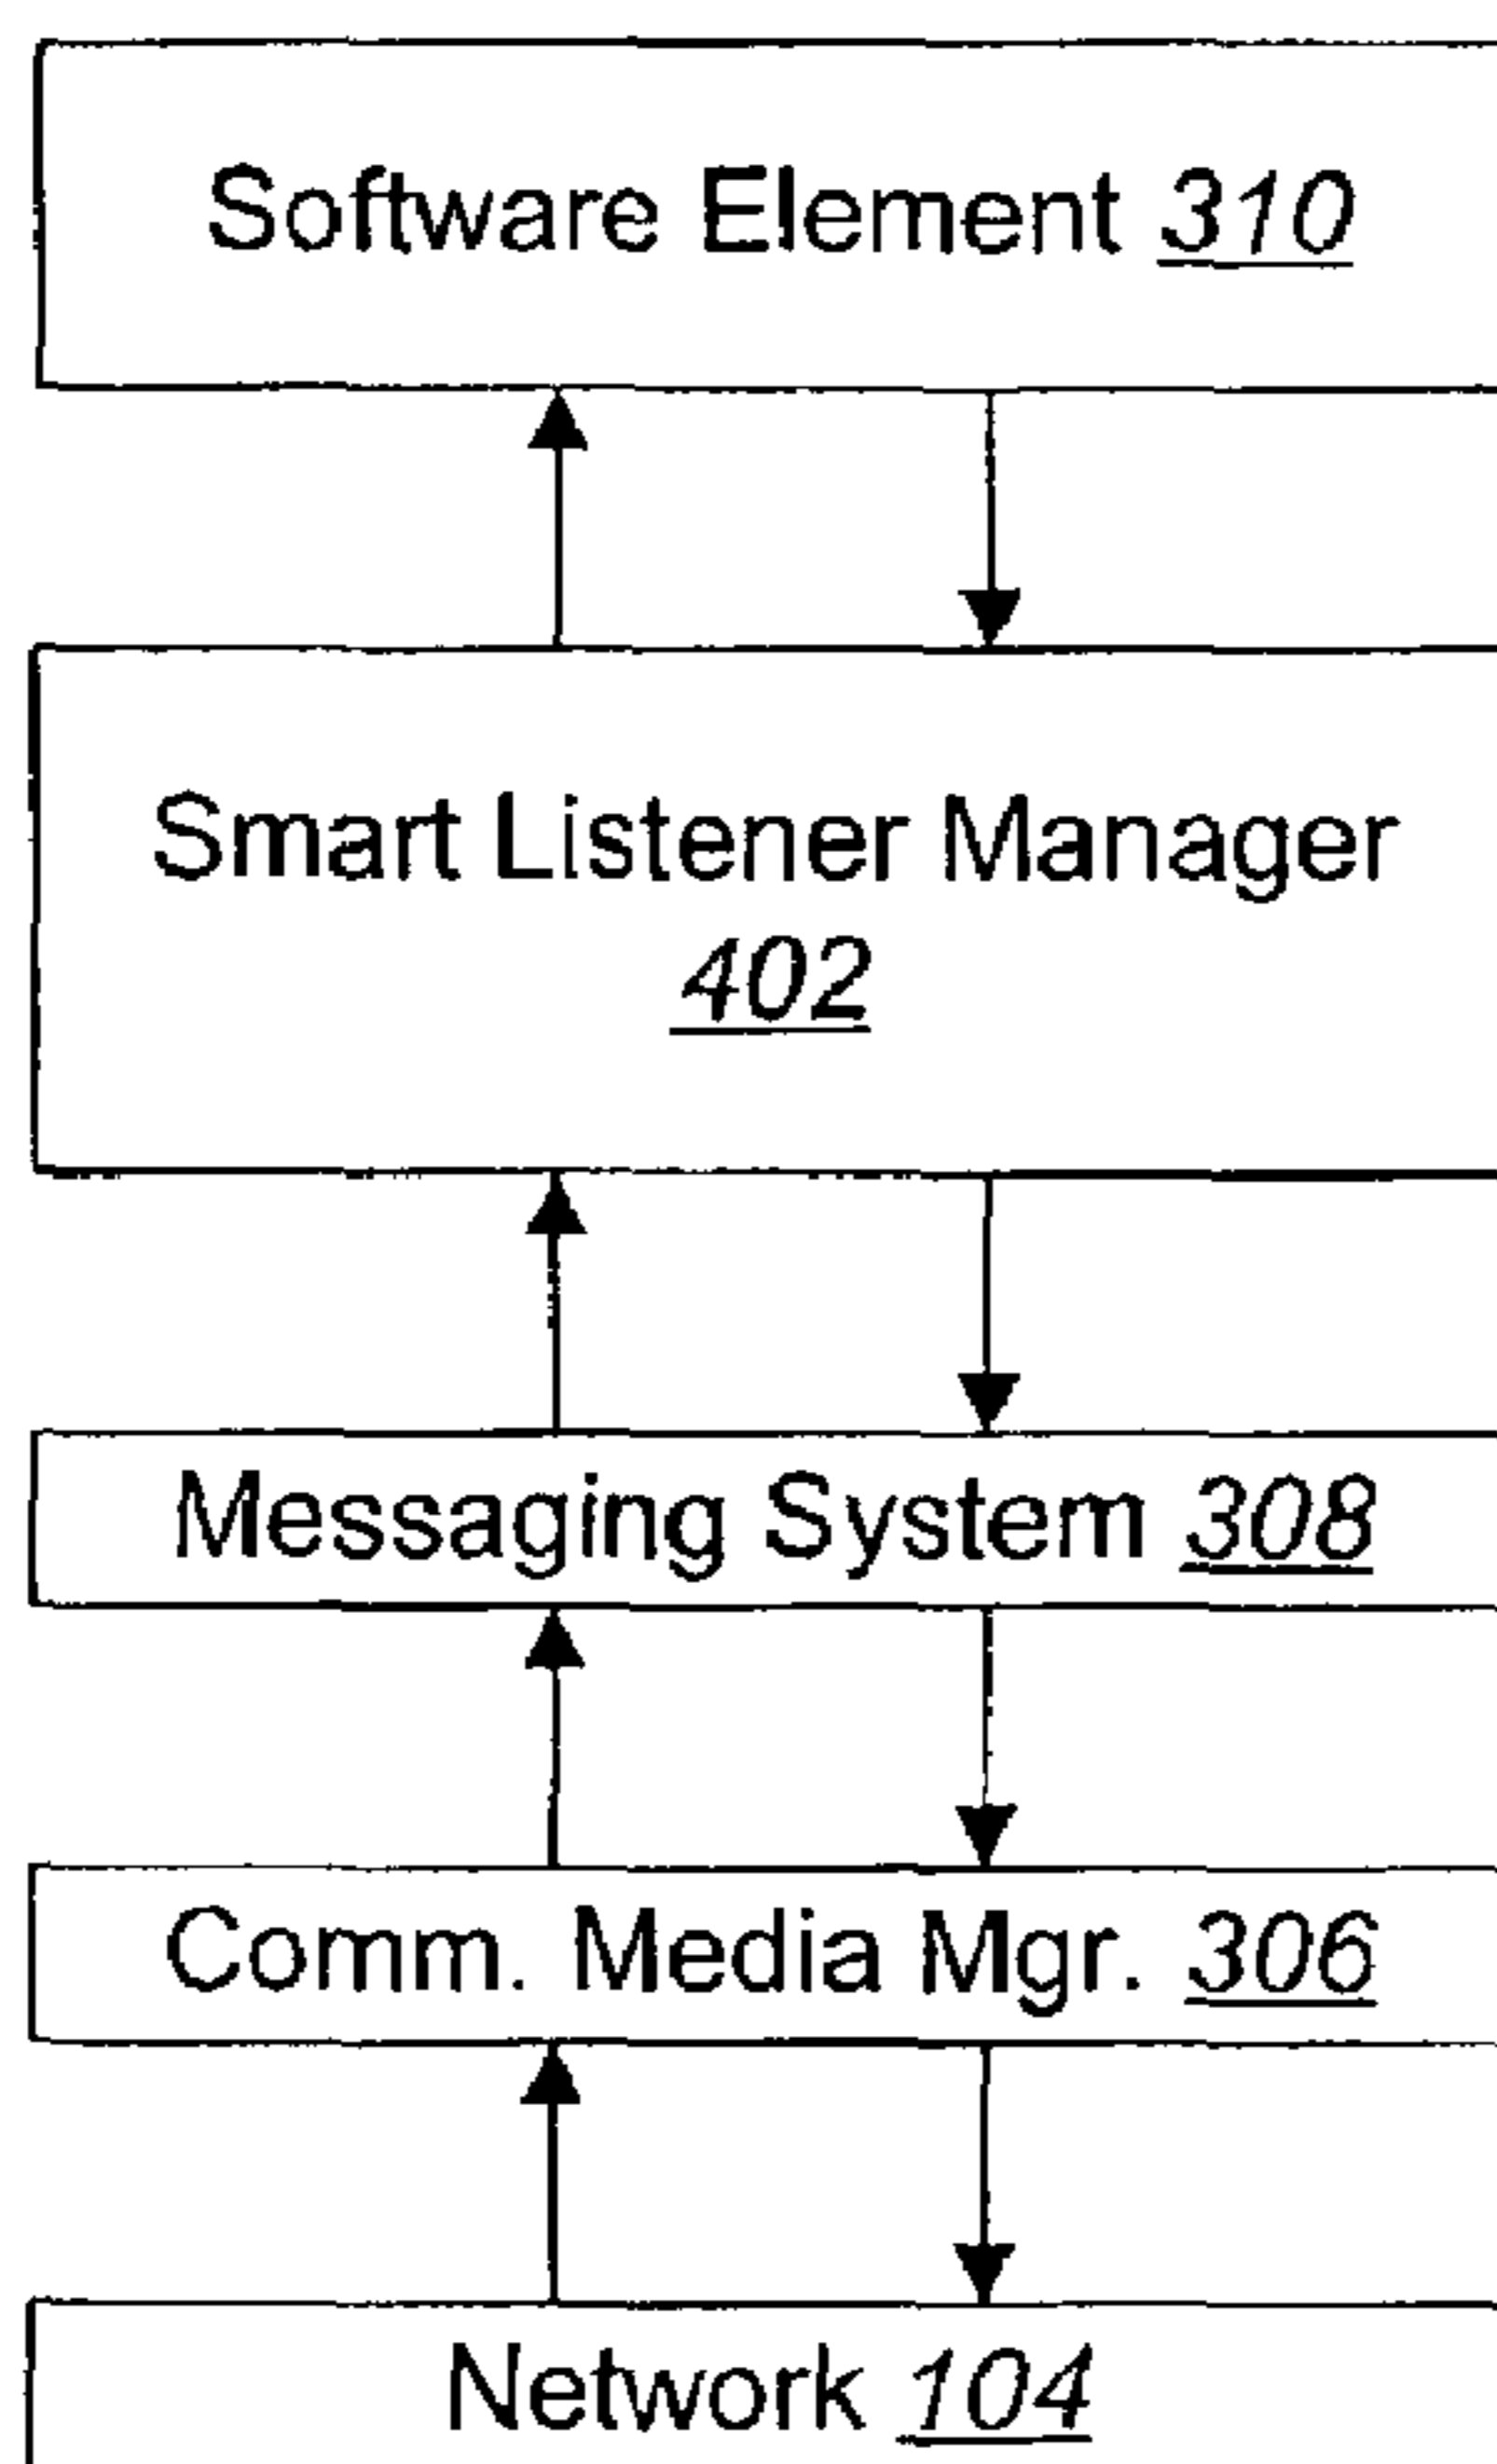 Software Element 310
Smart Listener Manager
402
Messaging System 308
Comm. Media Mgr. 306
Network 104